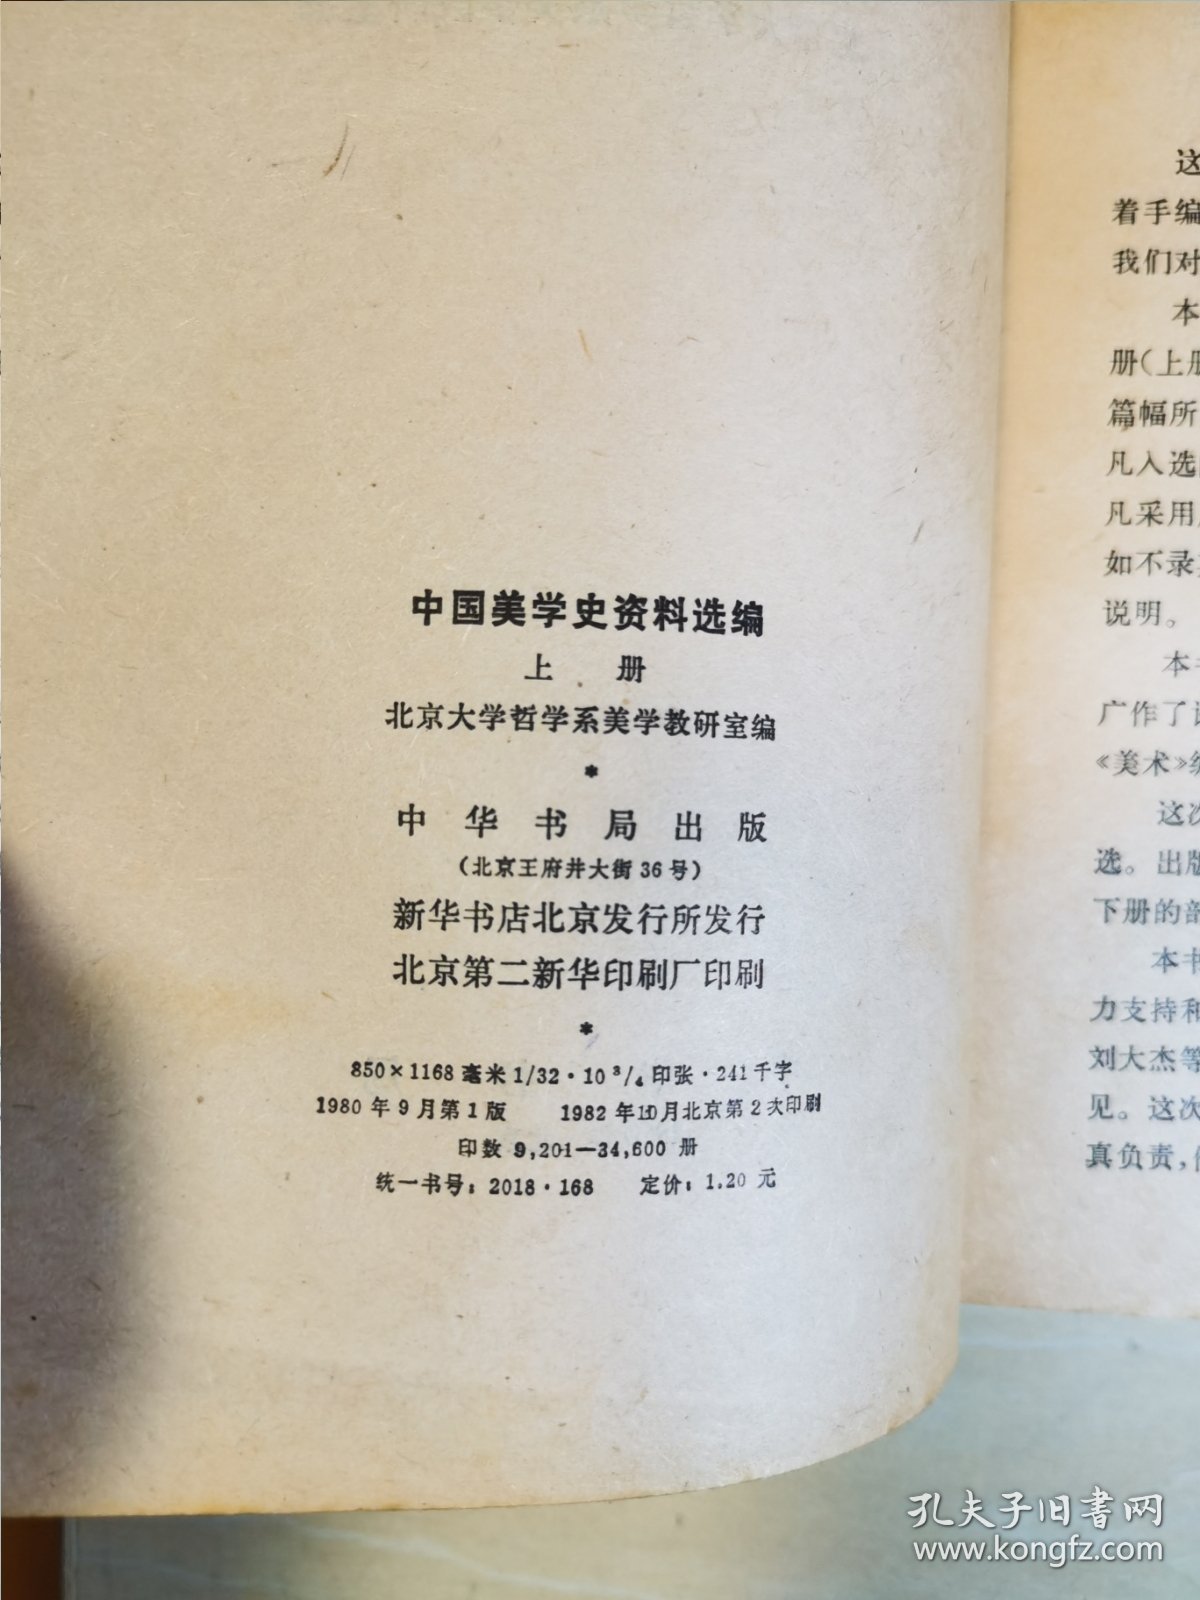 中国美学史资料选编
上 册
北京大学哲学系美学教研室编
*
中华书局出版
(北京王府井大街36号)
新华书店北京发行所发行
北京第二新华印刷厂印刷
*
850×1168毫米1/32·10 3/4印张·241千字
1980年9月第1版 1982年10月北京第2次印刷
印数 9,201—34,600 册
统一书号:2018·168 定价:1.20元
这
着手编
我们对
本
册(上册
篇幅所
凡入选
凡采用
如不录
说明。
本书
广作了
《美术》编
这次
选。出版
下册的部
本书
力支持和
刘大杰等
见。这次
真负责,
孔夫子旧书网
www.kongfz.com